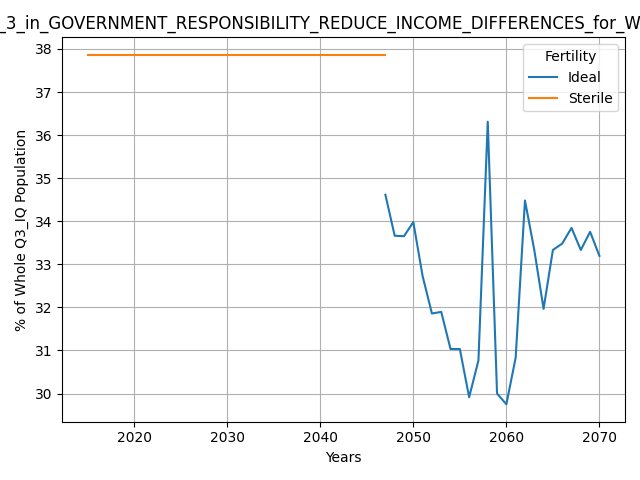 _3_in_GOVERNMENT_RESPONSIBILITY_REDUCE_INCOME_DIFFERENCES_for_W
Fertility
Ideal
Sterile
% of Whole Q3_IQ Population
38
37
36
35
34
33
32
31
30
2020
2030
2040
2050
2060
2070
Years